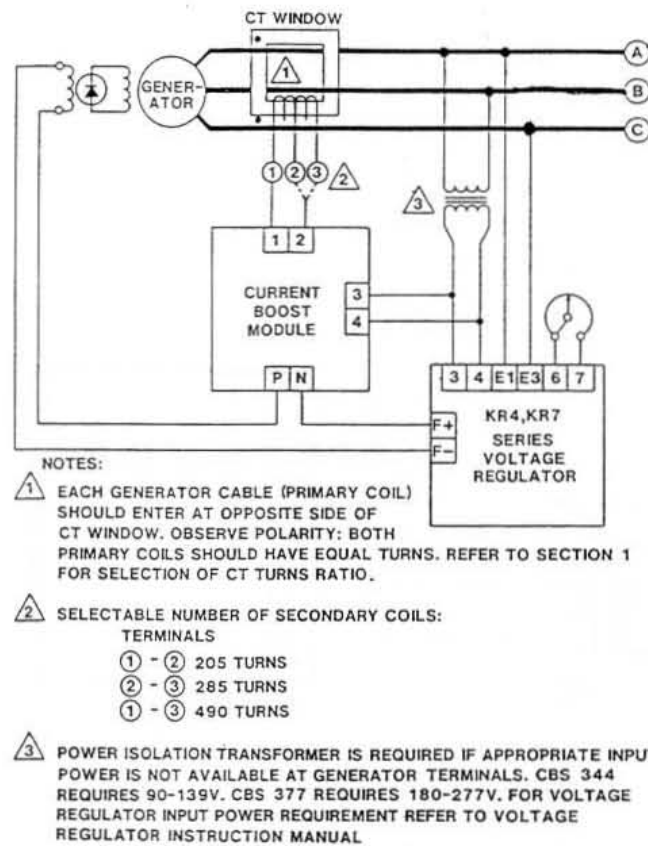 CT WINDOW
1
GENER-
ATOR
A
B
C
1 2 3
2
3
1 2
CURRENT
BOOST
MODULE
3
4
P N
3 4 E1 E3 6 7
F+
F-
KR4,KR7
SERIES
VOLTAGE
REGULATOR
NOTES:
1 EACH GENERATOR CABLE (PRIMARY COIL)
SHOULD ENTER AT OPPOSITE SIDE OF
CT WINDOW. OBSERVE POLARITY: BOTH
PRIMARY COILS SHOULD HAVE EQUAL TURNS. REFER TO SECTION 1
FOR SELECTION OF CT TURNS RATIO.
2 SELECTABLE NUMBER OF SECONDARY COILS:
TERMINALS
1 - 2 205 TURNS
2 - 3 285 TURNS
1 - 3 490 TURNS
3 POWER ISOLATION TRANSFORMER IS REQUIRED IF APPROPRIATE INPU
POWER IS NOT AVAILABLE AT GENERATOR TERMINALS. CBS 344
REQUIRES 90-139V. CBS 377 REQUIRES 180-277V. FOR VOLTAGE
REGULATOR INPUT POWER REQUIREMENT REFER TO VOLTAGE
REGULATOR INSTRUCTION MANUAL